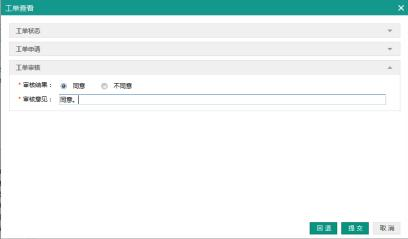 工单查看
工单状态
工单申请
工单审核
* 审核结果： 同意 不同意
* 审核意见： 同意。
回退 提交 取消